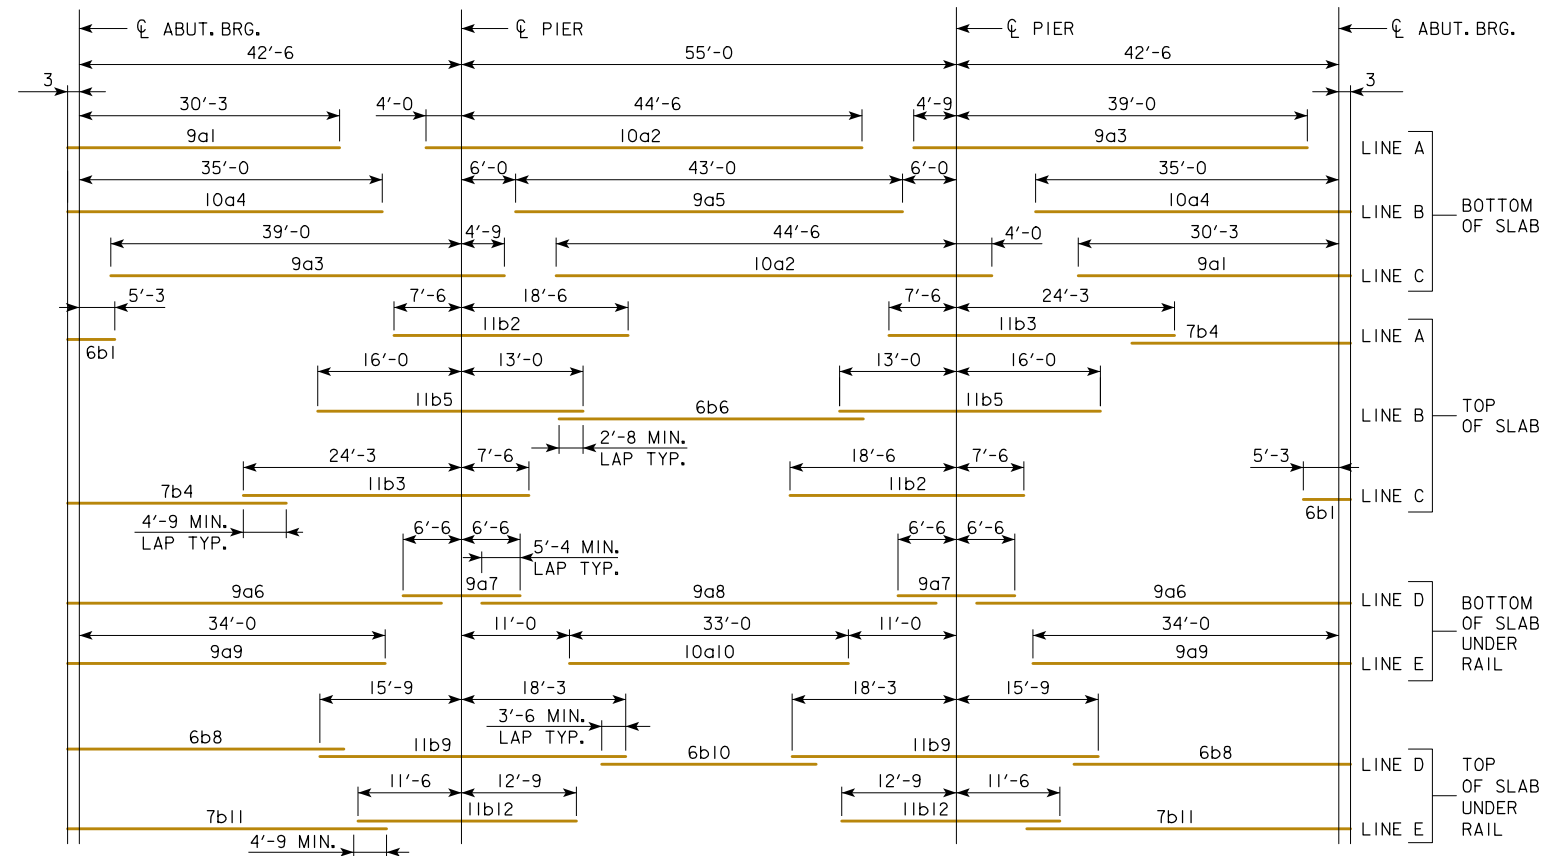 ℄ ABUT. BRG. ℄ PIER ℄ PIER ℄ ABUT. BRG.
42'-6 55'-0 42'-6
3 3
30'-3 4'-0 44'-6 4'-9 39'-0
9a1 10a2 9a3 LINE A
35'-0 6'-0 43'-0 6'-0 35'-0
10a4 9a5 10a4 LINE B
BOTTOM
OF SLAB
39'-0 4'-9 44'-6 4'-0 30'-3
9a3 10a2 9a1 LINE C
5'-3 7'-6 18'-6 7'-6 24'-3
6b1 11b2 11b3 7b4 LINE A
16'-0 13'-0 13'-0 16'-0
11b5 6b6 11b5 LINE B
TOP
OF SLAB
2'-8 MIN.
LAP TYP.
24'-3 7'-6 18'-6 7'-6 5'-3
7b4 11b3 11b2 6b1 LINE C
4'-9 MIN.
LAP TYP.
6'-6 6'-6 6'-6 6'-6
5'-4 MIN.
LAP TYP.
9a6 9a7 9a8 9a7 9a6 LINE D
BOTTOM
OF SLAB
UNDER
RAIL
34'-0 11'-0 33'-0 11'-0 34'-0
9a9 10a10 9a9 LINE E
15'-9 18'-3 18'-3 15'-9
3'-6 MIN.
LAP TYP.
6b8 11b9 6b10 11b9 6b8 LINE D
TOP
OF SLAB
UNDER
RAIL
11'-6 12'-9 12'-9 11'-6
7b11 11b12 11b12 7b11 LINE E
4'-9 MIN.